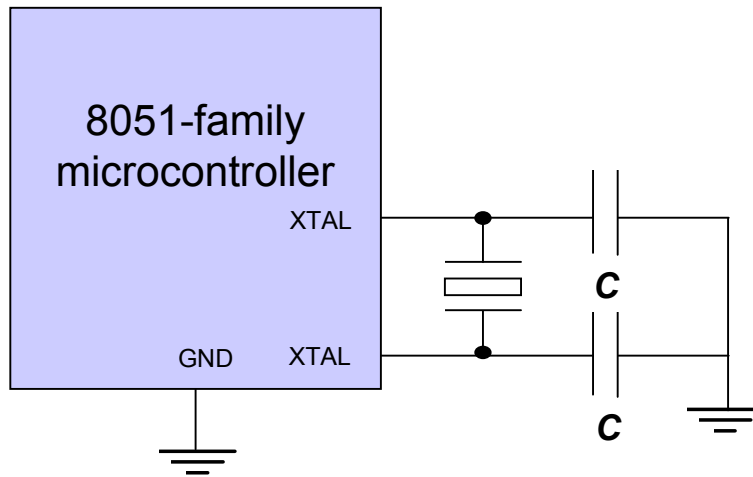 8051-family
microcontroller
XTAL
C
GND
XTAL
C